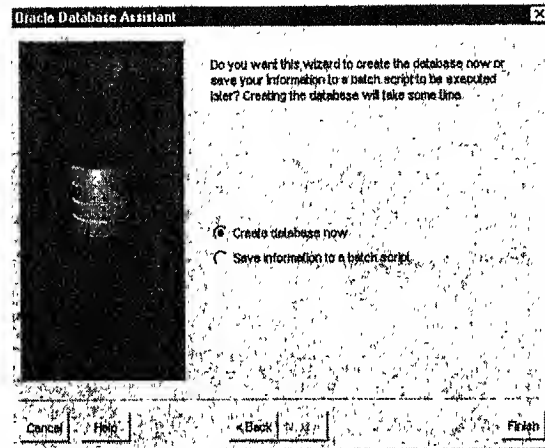 Oracle Database Assistant
Do you want this wizard to create the database now or
save your information to a batch script to be executed
later? Creating the database will take some time.
Create database now
Save information to a batch script.
Cancel
Help
< Back
Finish